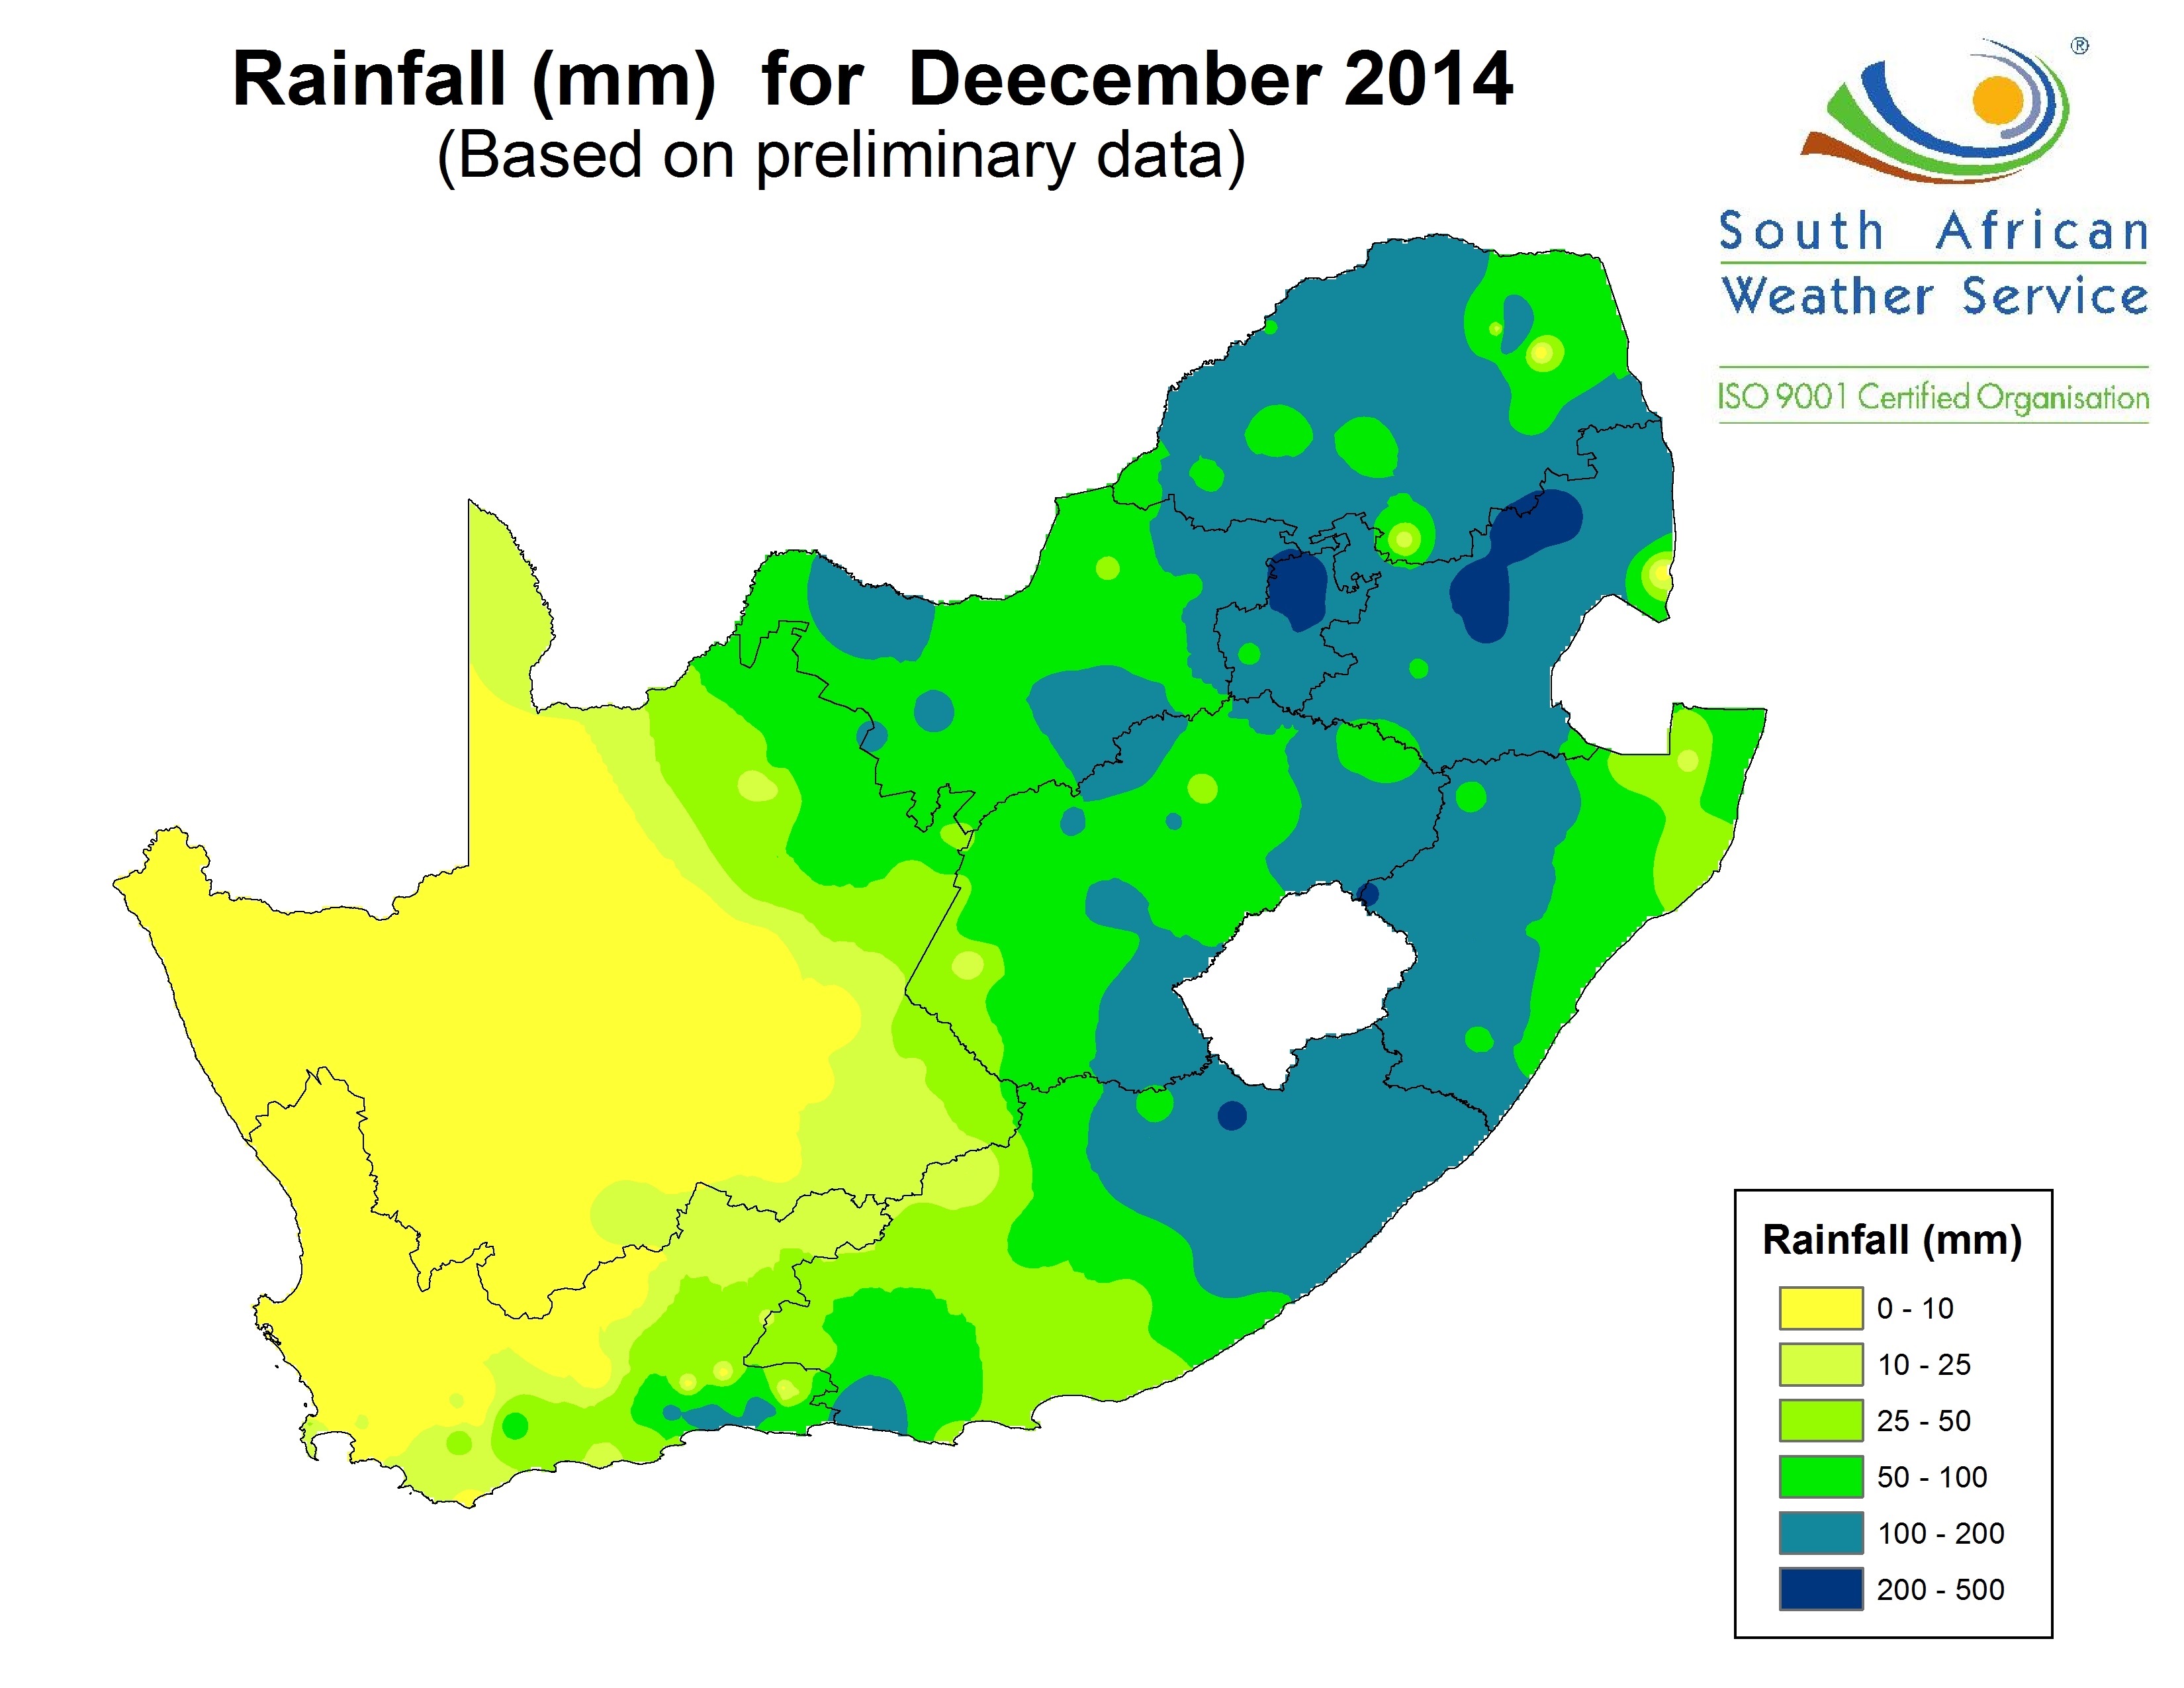 Rainfall (mm) for Deecember 2014
(Based on preliminary data)
®
South African
Weather Service
ISO 9001 Certified Organisation
Rainfall (mm)
0 - 10
10 - 25
25 - 50
50 - 100
100 - 200
200 - 500